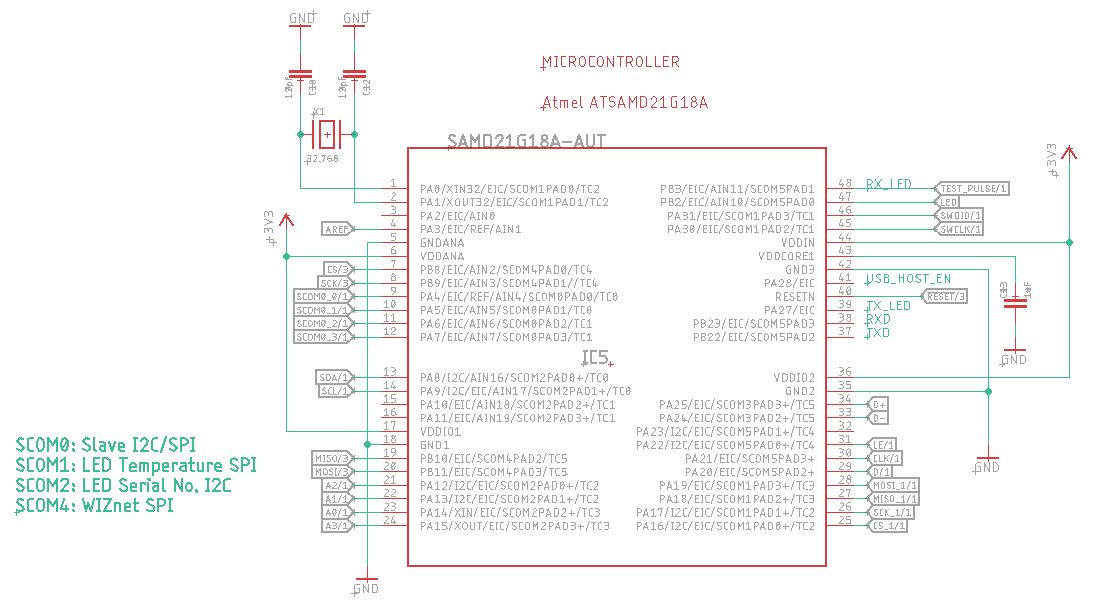 GND
GND
12pF
C10
12pF
C12
X1
32.768
MICROCONTROLLER
Atmel ATSAMD21G18A
SAMD21G18A-AUT
+3V3
+3V3
1 PA0/XIN32/EIC/SCOM1PAD0/TC2
2 PA1/XOUT32/EIC/SCOM1PAD1/TC2
3 PA2/EIC/AIN0
AREF 4 PA3/EIC/REF/AIN1
5 GNDANA
6 VDDANA
CS/3 7 PB8/EIC/AIN2/SCOM4PAD0/TC4
SCK/3 8 PB9/EIC/AIN3/SCOM4PAD1//TC4
SCOM0_0/1 9 PA4/EIC/REF/AIN4/SCOM0PAD0/TC0
SCOM0_1/1 10 PA5/EIC/AIN5/SCOM0PAD1/TC0
SCOM0_2/1 11 PA6/EIC/AIN6/SCOM0PAD2/TC1
SCOM0_3/1 12 PA7/EIC/AIN7/SCOM0PAD3/TC1
IC5
SDA/1 13 PA8/I2C/AIN16/SCOM2PAD0+/TC0
SCL/1 14 PA9/I2C/EIC/AIN17/SCOM2PAD1+/TC0
15 PA10/EIC/AIN18/SCOM2PAD2+/TC1
16 PA11/EIC/AIN19/SCOM2PAD3+/TC1
17 VDDIO1
18 GND1
MISO/3 19 PB10/EIC/SCOM4PAD2/TC5
MOSI/3 20 PB11/EIC/SCOM4PAD3/TC5
A2/1 21 PA12/I2C/EIC/SCOM2PAD0+/TC2
A1/1 22 PA13/I2C/EIC/SCOM2PAD1+/TC2
A0/1 23 PA14/XIN/EIC/SCOM2PAD2+/TC3
A3/1 24 PA15/XOUT/EIC/SCOM2PAD3+/TC3
GND
PB3/EIC/AIN11/SCOM5PAD1 48 RX_LED TEST_PULSE/1
PB2/EIC/AIN10/SCOM5PAD0 47 LED
PA31/EIC/SCOM1PAD3/TC1 46 SWDIO/1
PA30/EIC/SCOM1PAD2/TC1 45 SWCLK/1
VDDIN 44
VDDCORE1 43
GND3 42
PA28/EIC 41 USB_HOST_EN
RESETN 40 RESET/3
PA27/EIC 39 TX_LED
PB23/EIC/SCOM5PAD3 38 RXD
PB22/EIC/SCOM5PAD2 37 TXD
C13
1uF
GND
VDDIO2 36
GND2 35
PA25/EIC/SCOM3PAD3+/TC5 34 D+
PA24/EIC/SCOM3PAD2+/TC5 33 D-
PA23/I2C/EIC/SCOM5PAD1+/TC4 32
PA22/I2C/EIC/SCOM5PAD0+/TC4 31 LE/1
PA21/EIC/SCOM5PAD3+ 30 CLK/1
PA20/EIC/SCOM5PAD2+ 29 D/1
PA19/EIC/SCOM1PAD3+/TC3 28 MOSI_1/1
PA18/EIC/SCOM1PAD2+/TC3 27 MISO_1/1
PA17/I2C/EIC/SCOM1PAD1+/TC2 26 SCK_1/1
PA16/I2C/EIC/SCOM1PAD0+/TC2 25 CS_1/1
GND
SCOM0: Slave I2C/SPI
SCOM1: LED Temperature SPI
SCOM2: LED Serial No. I2C
SCOM4: WIZnet SPI